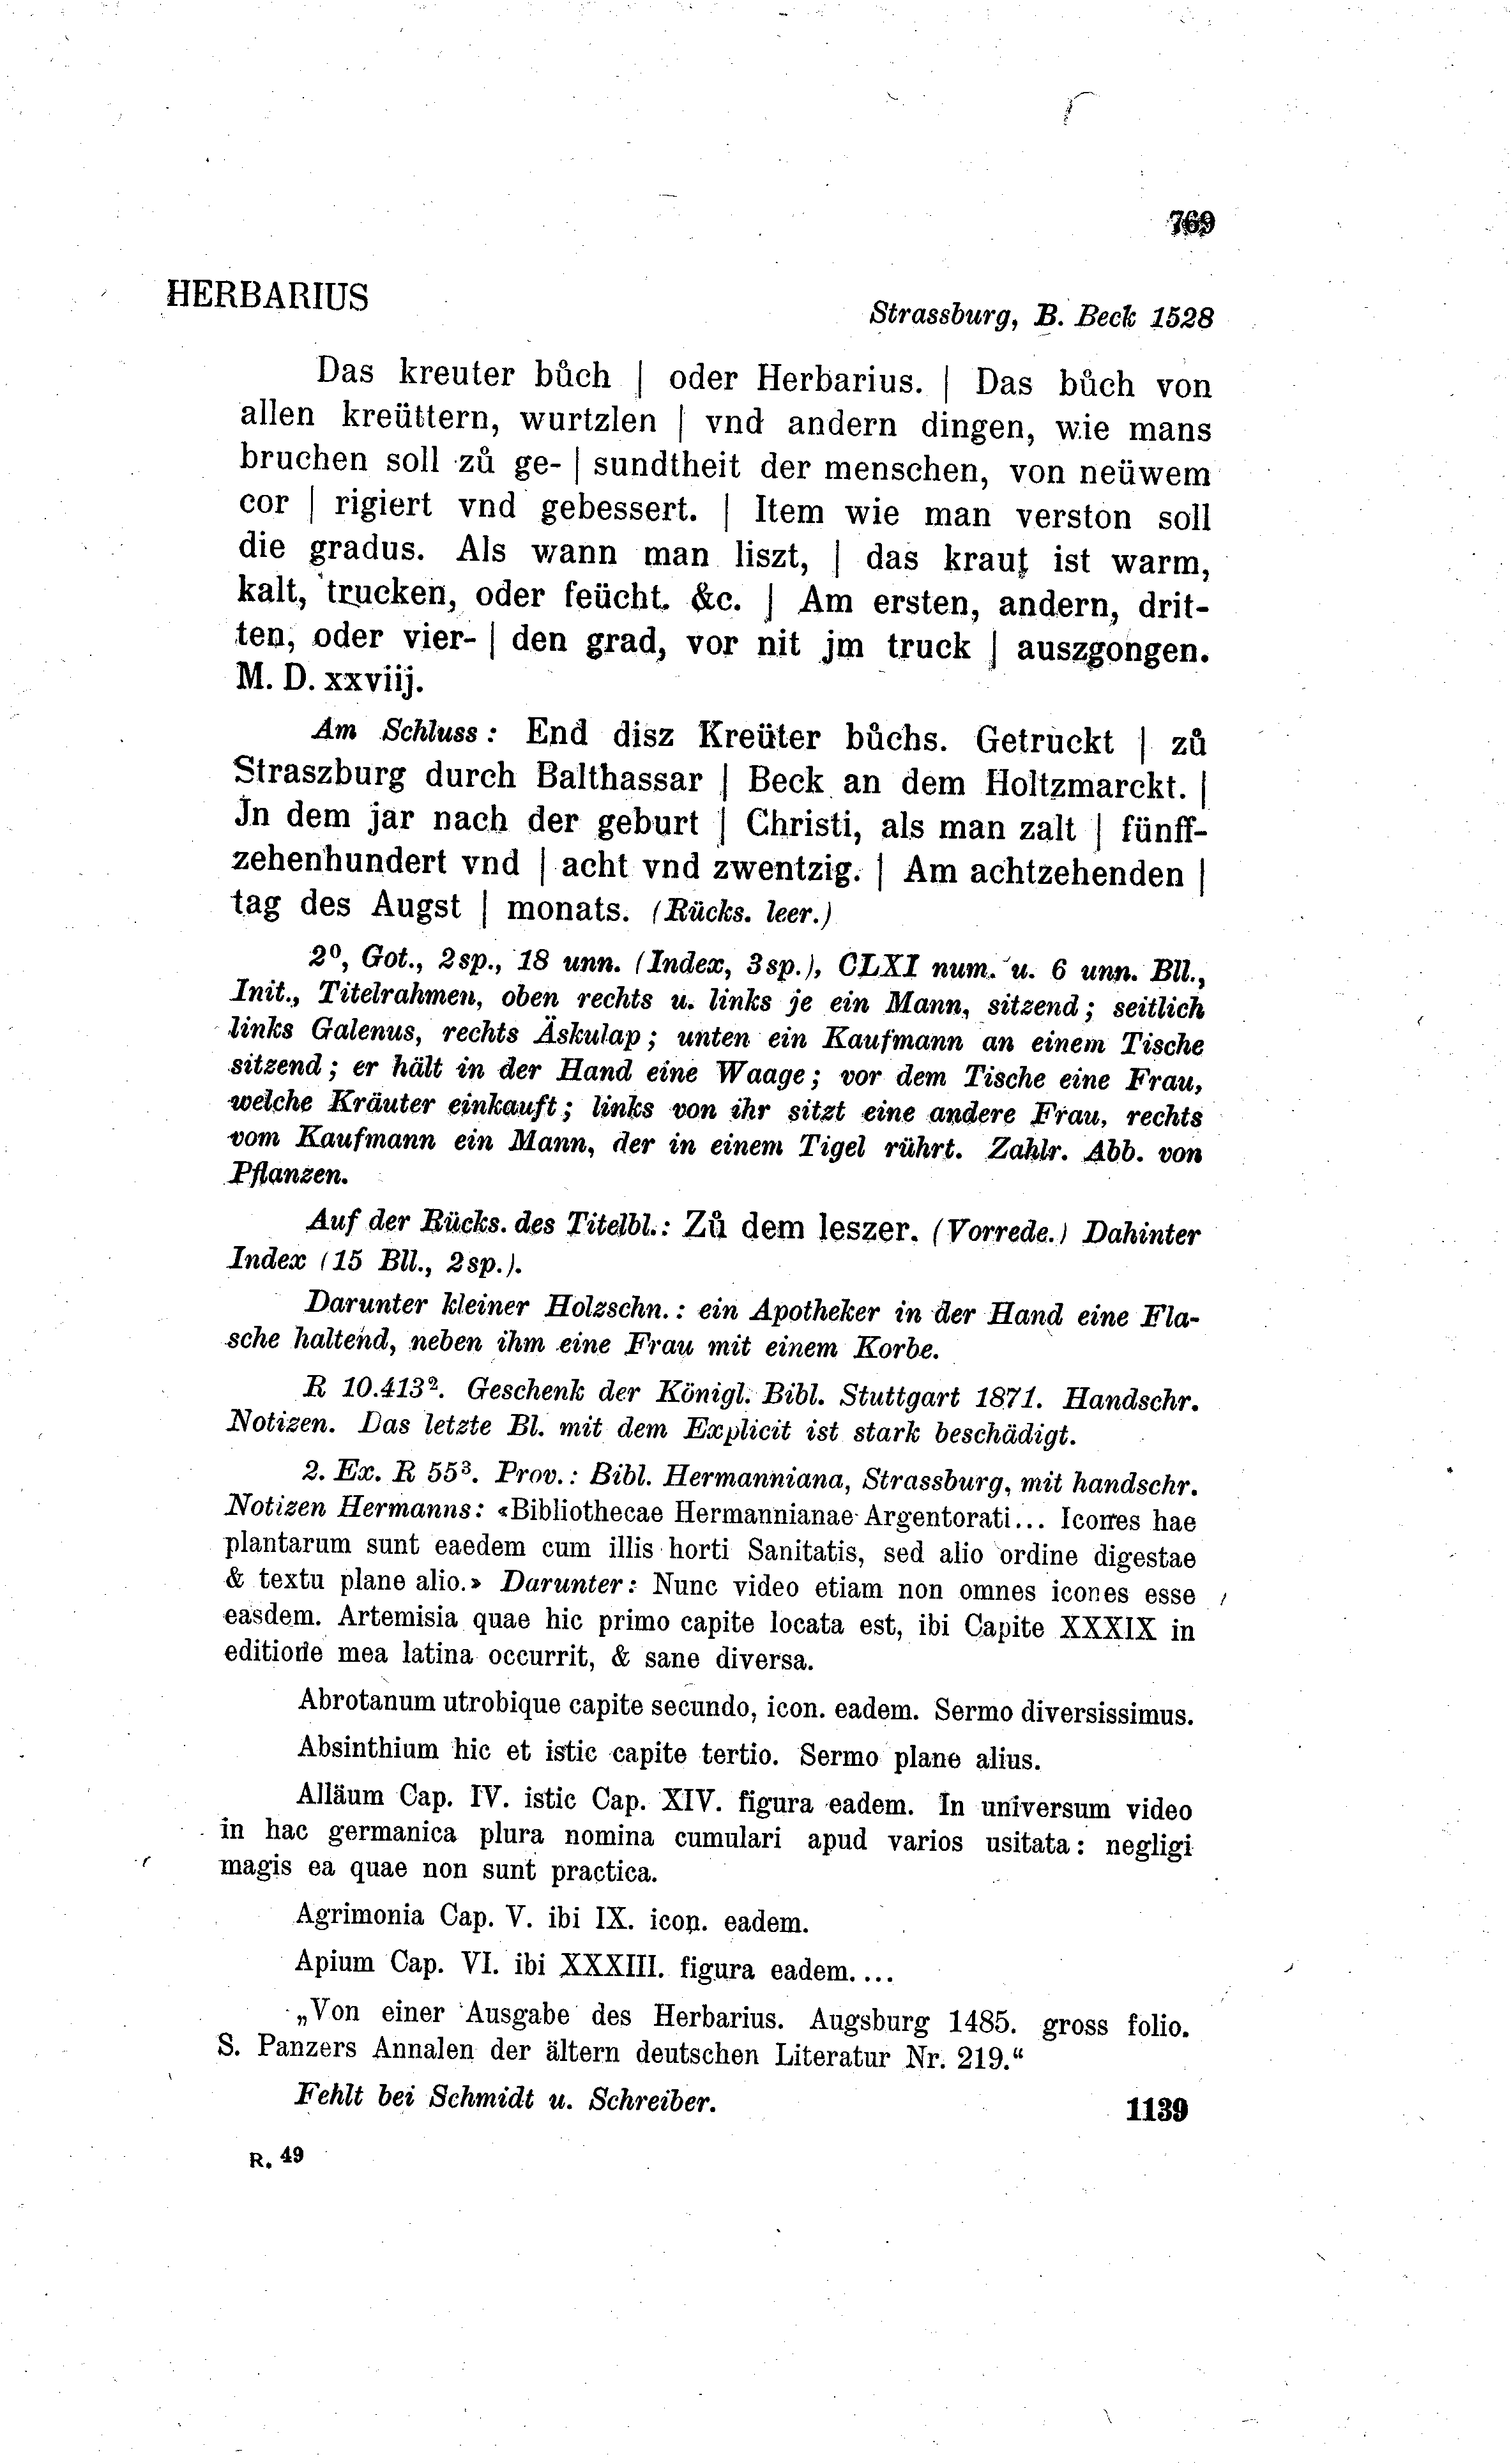 769
HERBARIUS
Strassburg, B. Beck 1528
Das kreuter bůch | oder Herbarius. | Das bůch von
allen kreüttern, wurtzlen | vnd andern dingen, wie mans
bruchen soll zů ge- | sundtheit der menschen, von neüwem
cor | rigiert vnd gebessert. | Item wie man verston soll
die gradus. Als wann man liszt, | das kraut ist warm,
kalt, trucken, oder feücht. &c. | Am ersten, andern, drit-
ten, oder vier- | den grad, vor nit jm truck | auszgongen.
M. D. xxviij.
Am Schluss: End disz Kreüter bůchs. Getruckt | zů
Straszburg durch Balthassar | Beck an dem Holtzmarckt. |
In dem jar nach der geburt | Christi, als man zalt | fünff-
zehenhundert vnd | acht vnd zwentzig. | Am achtzehenden |
tag des Augst | monats. (Rücks. leer.)
2⁰, Got., 2sp., 18 unn. (Index, 3sp.), CLXI num. u. 6 unn. Bll.,
Init., Titelrahmen, oben rechts u. links je ein Mann, sitzend; seitlich
links Galenus, rechts Äskulap; unten ein Kaufmann an einem Tische
sitzend; er hält in der Hand eine Waage; vor dem Tische eine Frau,
welche Kräuter einkauft; links von ihr sitzt eine andere Frau, rechts
vom Kaufmann ein Mann, der in einem Tigel rührt. Zahlr. Abb. von
Pflanzen.
Auf der Rücks. des Titelbl.: Zů dem leszer. (Vorrede.) Dahinter
Index (15 Bll., 2sp.).
Darunter kleiner Holzschn.: ein Apotheker in der Hand eine Fla-
sche haltend, neben ihm eine Frau mit einem Korbe.
R 10.413². Geschenk der Königl. Bibl. Stuttgart 1871. Handschr.
Notizen. Das letzte Bl. mit dem Explicit ist stark beschädigt.
2. Ex. R 55³. Prov.: Bibl. Hermanniana, Strassburg, mit handschr.
Notizen Hermanns: «Bibliothecae Hermannianae Argentorati... Icones hae
plantarum sunt eaedem cum illis horti Sanitatis, sed alio ordine digestae
& textu plane alio.» Darunter: Nunc video etiam non omnes icones esse
easdem. Artemisia quae hic primo capite locata est, ibi Capite XXXIX in
editione mea latina occurrit, & sane diversa.
Abrotanum utrobique capite secundo, icon. eadem. Sermo diversissimus.
Absinthium hic et istic capite tertio. Sermo plane alius.
Alläum Cap. IV. istic Cap. XIV. figura eadem. In universum video
in hac germanica plura nomina cumulari apud varios usitata: negligi
magis ea quae non sunt practica.
Agrimonia Cap. V. ibi IX. icon. eadem.
Apium Cap. VI. ibi XXXIII. figura eadem....
„Von einer Ausgabe des Herbarius. Augsburg 1485. gross folio.
S. Panzers Annalen der ältern deutschen Literatur Nr. 219.“
Fehlt bei Schmidt u. Schreiber.
1139
R. 49